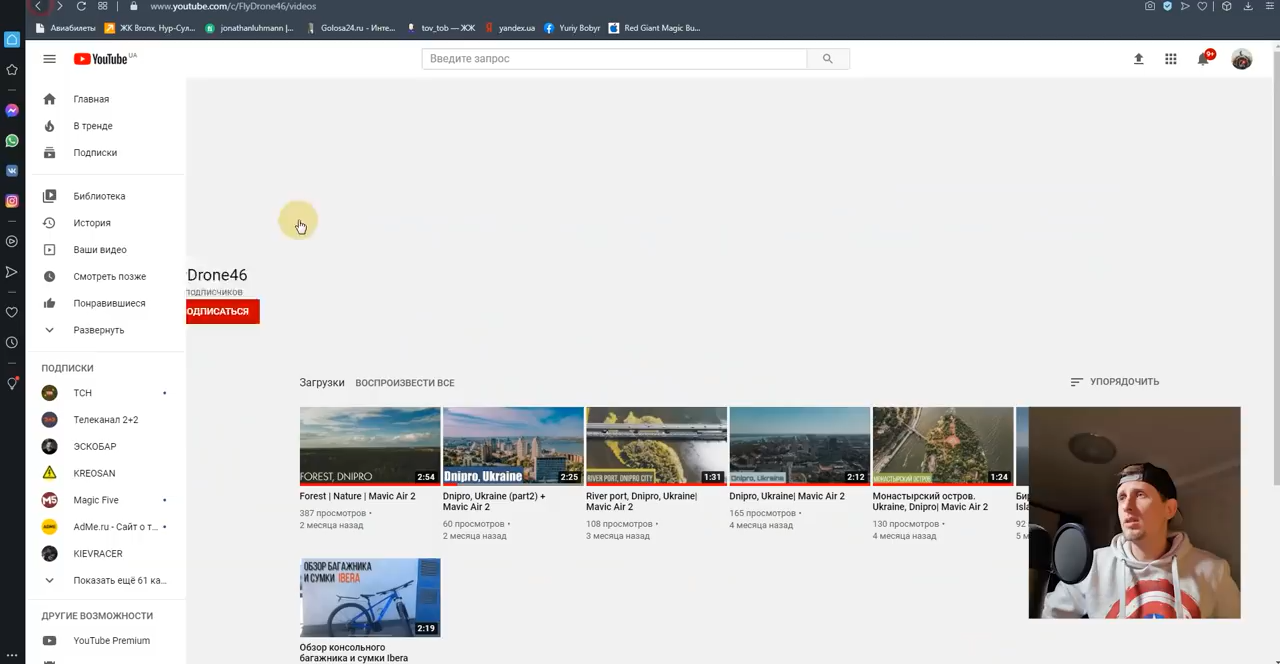 www.youtube.com/c/FlyDrone46/videos
Авиабилеты
ЖК Bronx, Нур-Сул...
jonathanluhmann |...
Golosa24.ru - Инте...
tov_tob — ЖЖ
yandex.ua
Yuriy Bobyr
Red Giant Magic Bu...
YouTube UA
Введите запрос
9+
Главная
В тренде
Подписки
Библиотека
История
Ваши видео
Смотреть позже
Понравившиеся
Развернуть
ПОДПИСКИ
ТСН
Телеканал 2+2
ЭСКОБАР
KREOSAN
Magic Five
AdMe.ru - Сайт о т...
KIEVRACER
Показать ещё 61 ка...
ДРУГИЕ ВОЗМОЖНОСТИ
YouTube Premium
Drone46
подписчиков
ОДПИСАТЬСЯ
Загрузки ВОСПРОИЗВЕСТИ ВСЕ
УПОРЯДОЧИТЬ
FOREST, DNIPRO
2:54
Forest | Nature | Mavic Air 2
387 просмотров •
2 месяца назад
Dnipro, Ukraine
2:25
Dnipro, Ukraine (part2) +
Mavic Air 2
60 просмотров •
2 месяца назад
RIVER PORT, DNIPRO CITY
1:31
River port, Dnipro, Ukraine|
Mavic Air 2
108 просмотров •
3 месяца назад
Dnipro, Ukraine
2:12
Dnipro, Ukraine| Mavic Air 2
165 просмотров •
4 месяца назад
МОНАСТЫРСКИЙ ОСТРОВ
1:24
Монастырский остров.
Ukraine, Dnipro| Mavic Air 2
130 просмотров •
4 месяца назад
Би
Isla
92
5 м
ОБЗОР БАГАЖНИКА
И СУМКИ IBERA
2:19
Обзор консольного
багажника и сумки Ibera